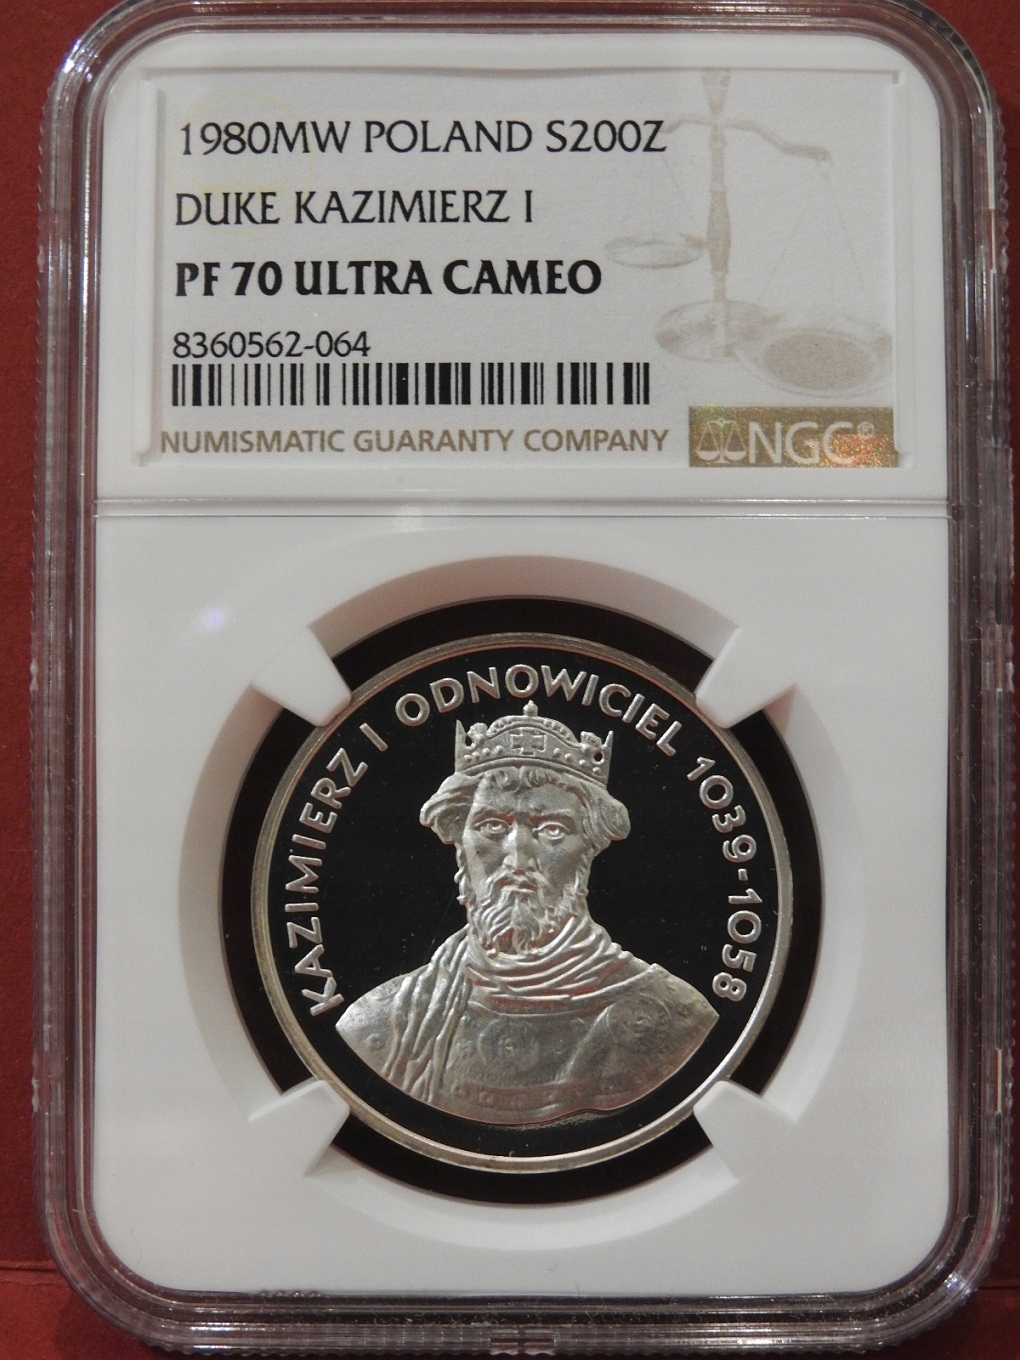 1980MW POLAND S200Z
DUKE KAZIMIERZ I
PF 70 ULTRA CAMEO
8360562-064
NUMISMATIC GUARANTY COMPANY
NGC®
KAZIMIERZ I ODNOWICIEL 1039-1058